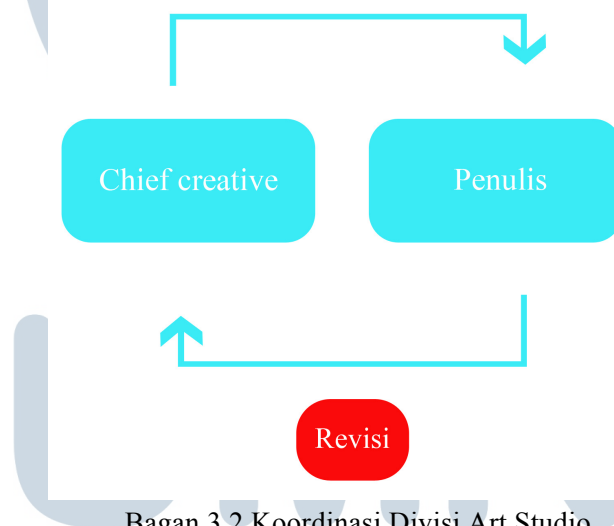 Chief creative
Penulis
Revisi
Bagan 3.2 Koordinasi Divisi Art Studio